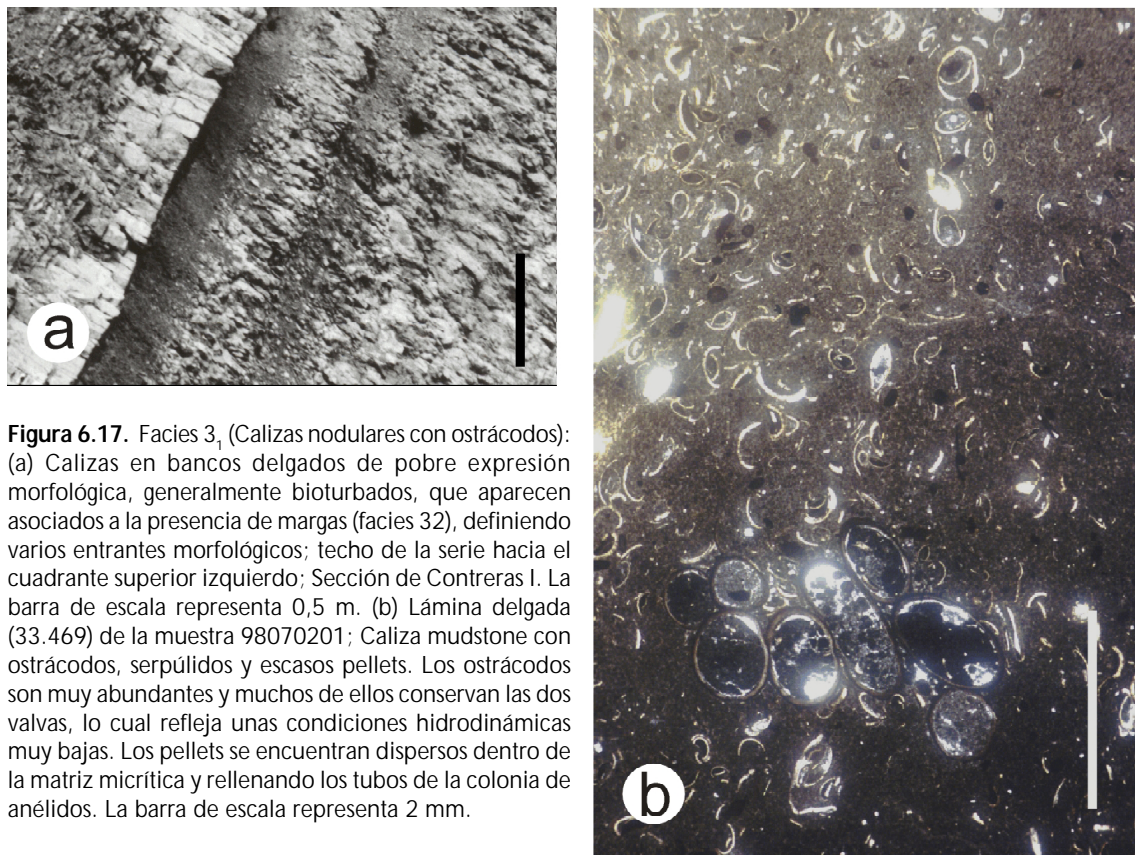 a
Figura 6.17. Facies 3₁ (Calizas nodulares con ostrácodos):
(a) Calizas en bancos delgados de pobre expresión
morfológica, generalmente bioturbados, que aparecen
asociados a la presencia de margas (facies 32), definiendo
varios entrantes morfológicos; techo de la serie hacia el
cuadrante superior izquierdo; Sección de Contreras I. La
barra de escala representa 0,5 m. (b) Lámina delgada
(33.469) de la muestra 98070201; Caliza mudstone con
ostrácodos, serpúlidos y escasos pellets. Los ostrácodos
son muy abundantes y muchos de ellos conservan las dos
valvas, lo cual refleja unas condiciones hidrodinámicas
muy bajas. Los pellets se encuentran dispersos dentro de
la matriz micrítica y rellenando los tubos de la colonia de
anélidos. La barra de escala representa 2 mm.
b